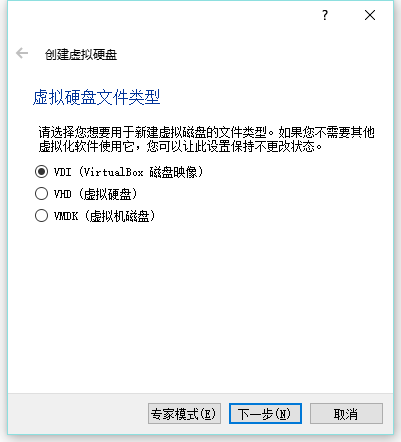 ?
创建虚拟硬盘
虚拟硬盘文件类型
请选择您想要用于新建虚拟磁盘的文件类型。如果您不需要其他
虚拟化软件使用它，您可以让此设置保持不更改状态。
VDI (VirtualBox 磁盘映像)
VHD (虚拟硬盘)
VMDK (虚拟机磁盘)
专家模式(E) 下一步(N) 取消